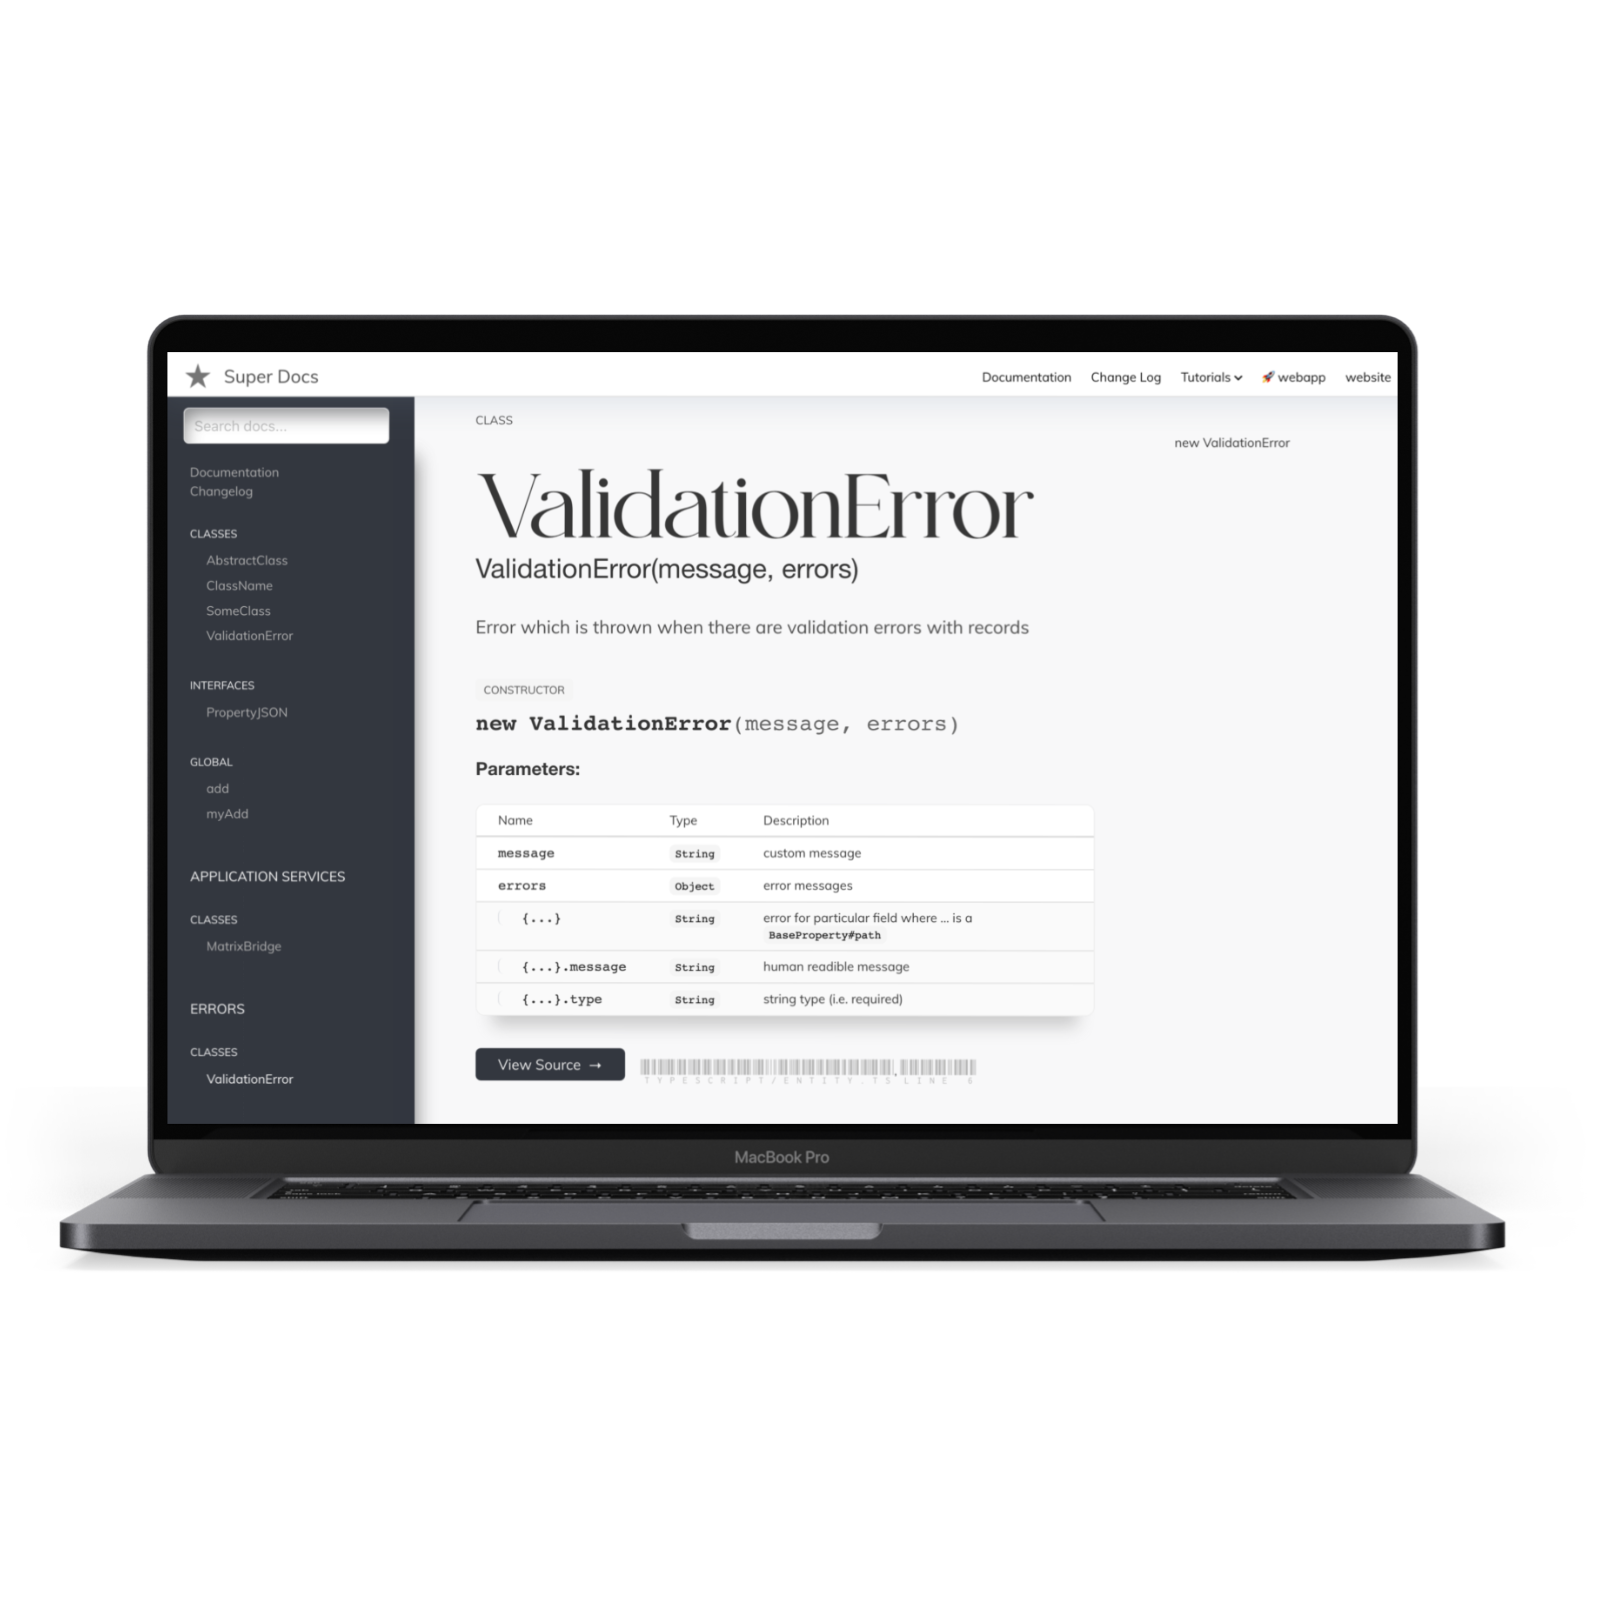 Super Docs
Documentation Change Log Tutorials 🚀 webapp website
Search docs...
Documentation
Changelog
CLASSES
AbstractClass
ClassName
SomeClass
ValidationError
INTERFACES
PropertyJSON
GLOBAL
add
myAdd
APPLICATION SERVICES
CLASSES
MatrixBridge
ERRORS
CLASSES
ValidationError
CLASS
ValidationError
ValidationError(message, errors)
Error which is thrown when there are validation errors with records
CONSTRUCTOR
new ValidationError(message, errors)
Parameters:
Name Type Description
message String custom message
errors Object error messages
{...} String error for particular field where ... is a
BaseProperty#path
{...}.message String human readible message
{...}.type String string type (i.e. required)
View Source →
TYPESCRIPT/ENTITY.TS, LINE 6
new ValidationError
MacBook Pro